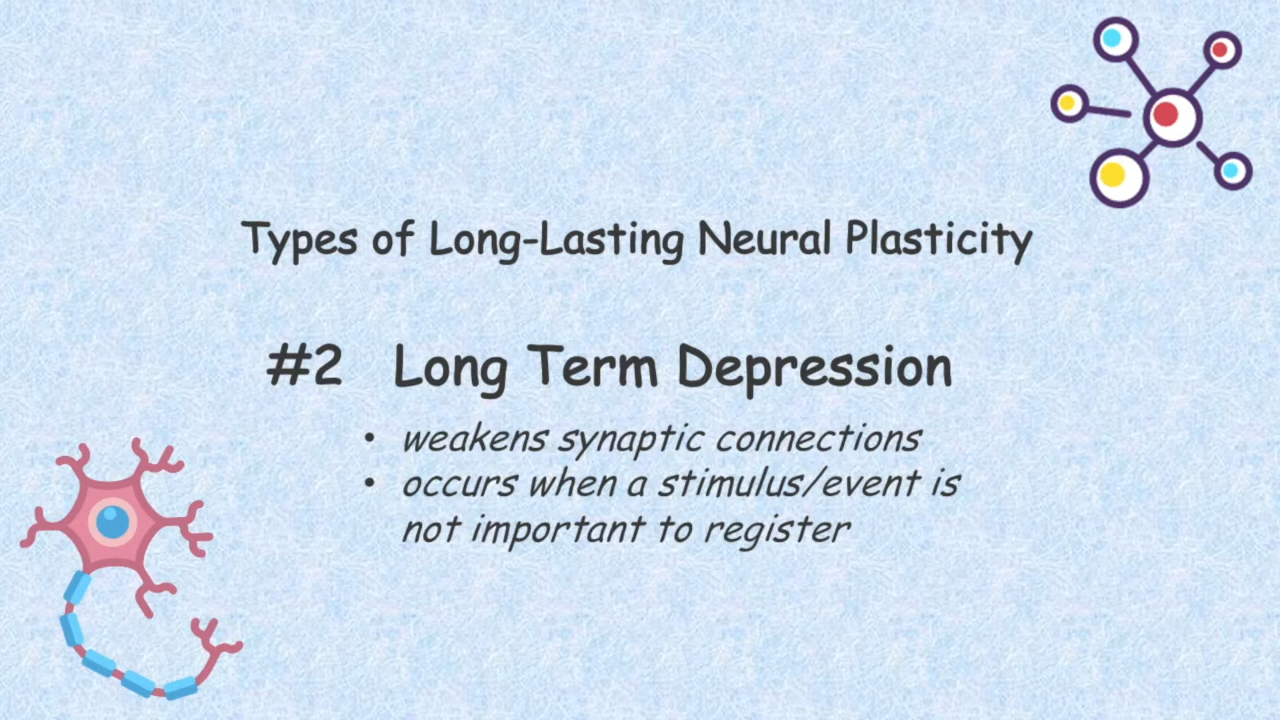 Types of Long-Lasting Neural Plasticity
#2 Long Term Depression
• weakens synaptic connections
• occurs when a stimulus/event is
not important to register